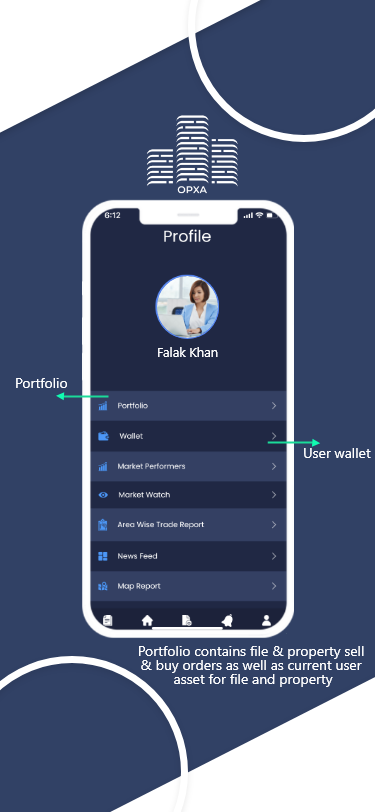 OPXA
6:12
Profile
Falak Khan
Portfolio
Portfolio
Wallet
User wallet
Market Performers
Market Watch
Area Wise Trade Report
News Feed
Map Report
Portfolio contains file & property sell
& buy orders as well as current user
asset for file and property